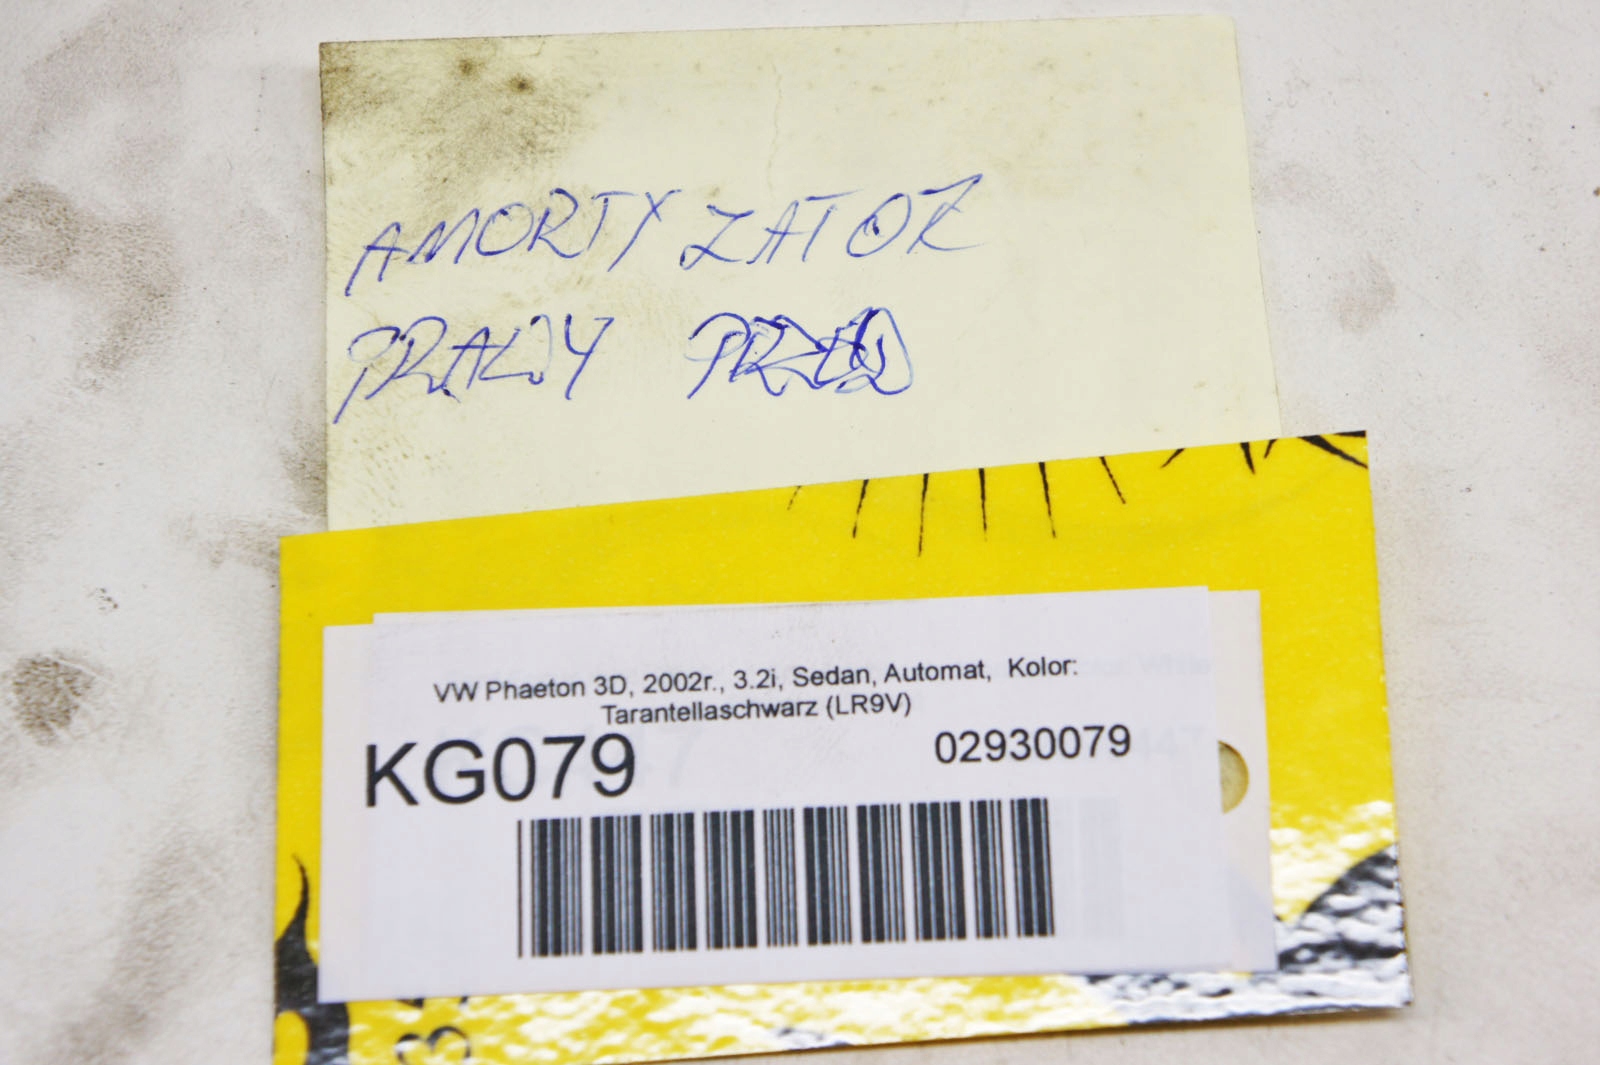 AMORTYZATOR
PRAWY PRZÓD
VW Phaeton 3D, 2002r., 3.2i, Sedan, Automat, Kolor:
Tarantellaschwarz (LR9V)
KG079
02930079